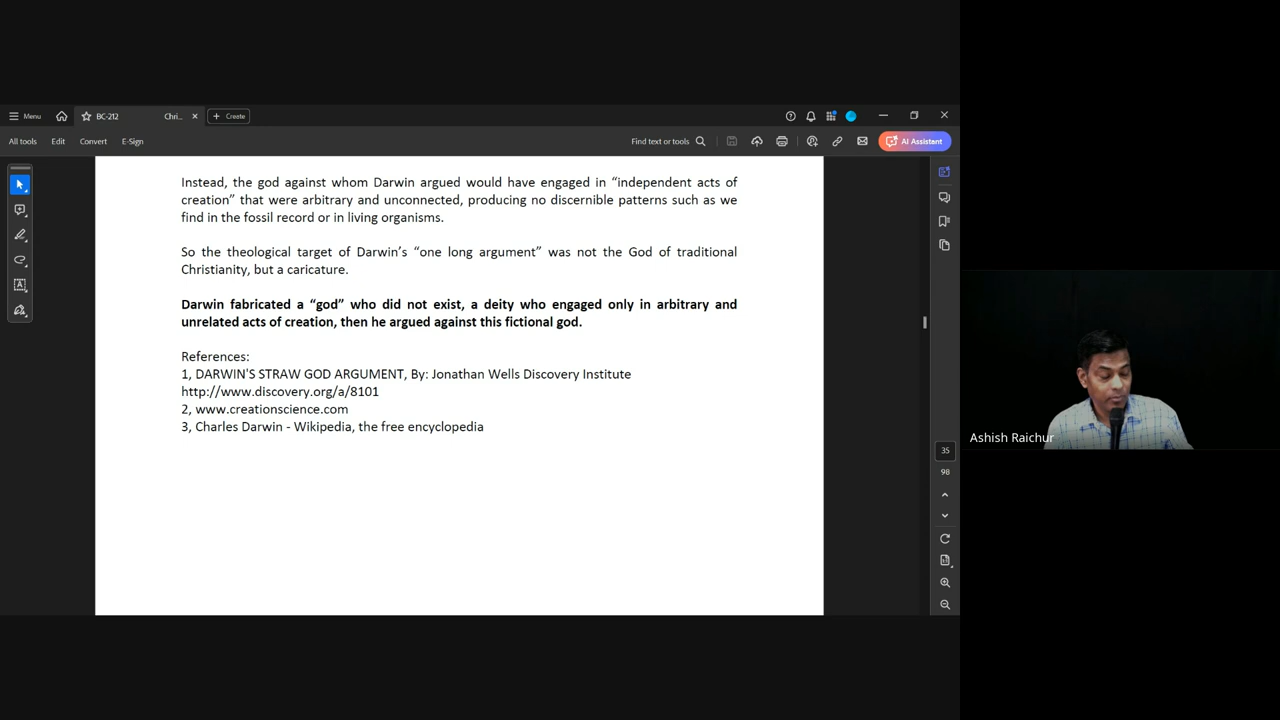 Menu
BC-212
Chri...
Create
All tools
Edit
Convert
E-Sign
Find text or tools
AI Assistant
Instead, the god against whom Darwin argued would have engaged in “independent acts of
creation” that were arbitrary and unconnected, producing no discernible patterns such as we
find in the fossil record or in living organisms.
So the theological target of Darwin’s “one long argument” was not the God of traditional
Christianity, but a caricature.
Darwin fabricated a “god” who did not exist, a deity who engaged only in arbitrary and
unrelated acts of creation, then he argued against this fictional god.
References:
1, DARWIN'S STRAW GOD ARGUMENT, By: Jonathan Wells Discovery Institute
http://www.discovery.org/a/8101
2, www.creationscience.com
3, Charles Darwin - Wikipedia, the free encyclopedia
35
98
Ashish Raichur